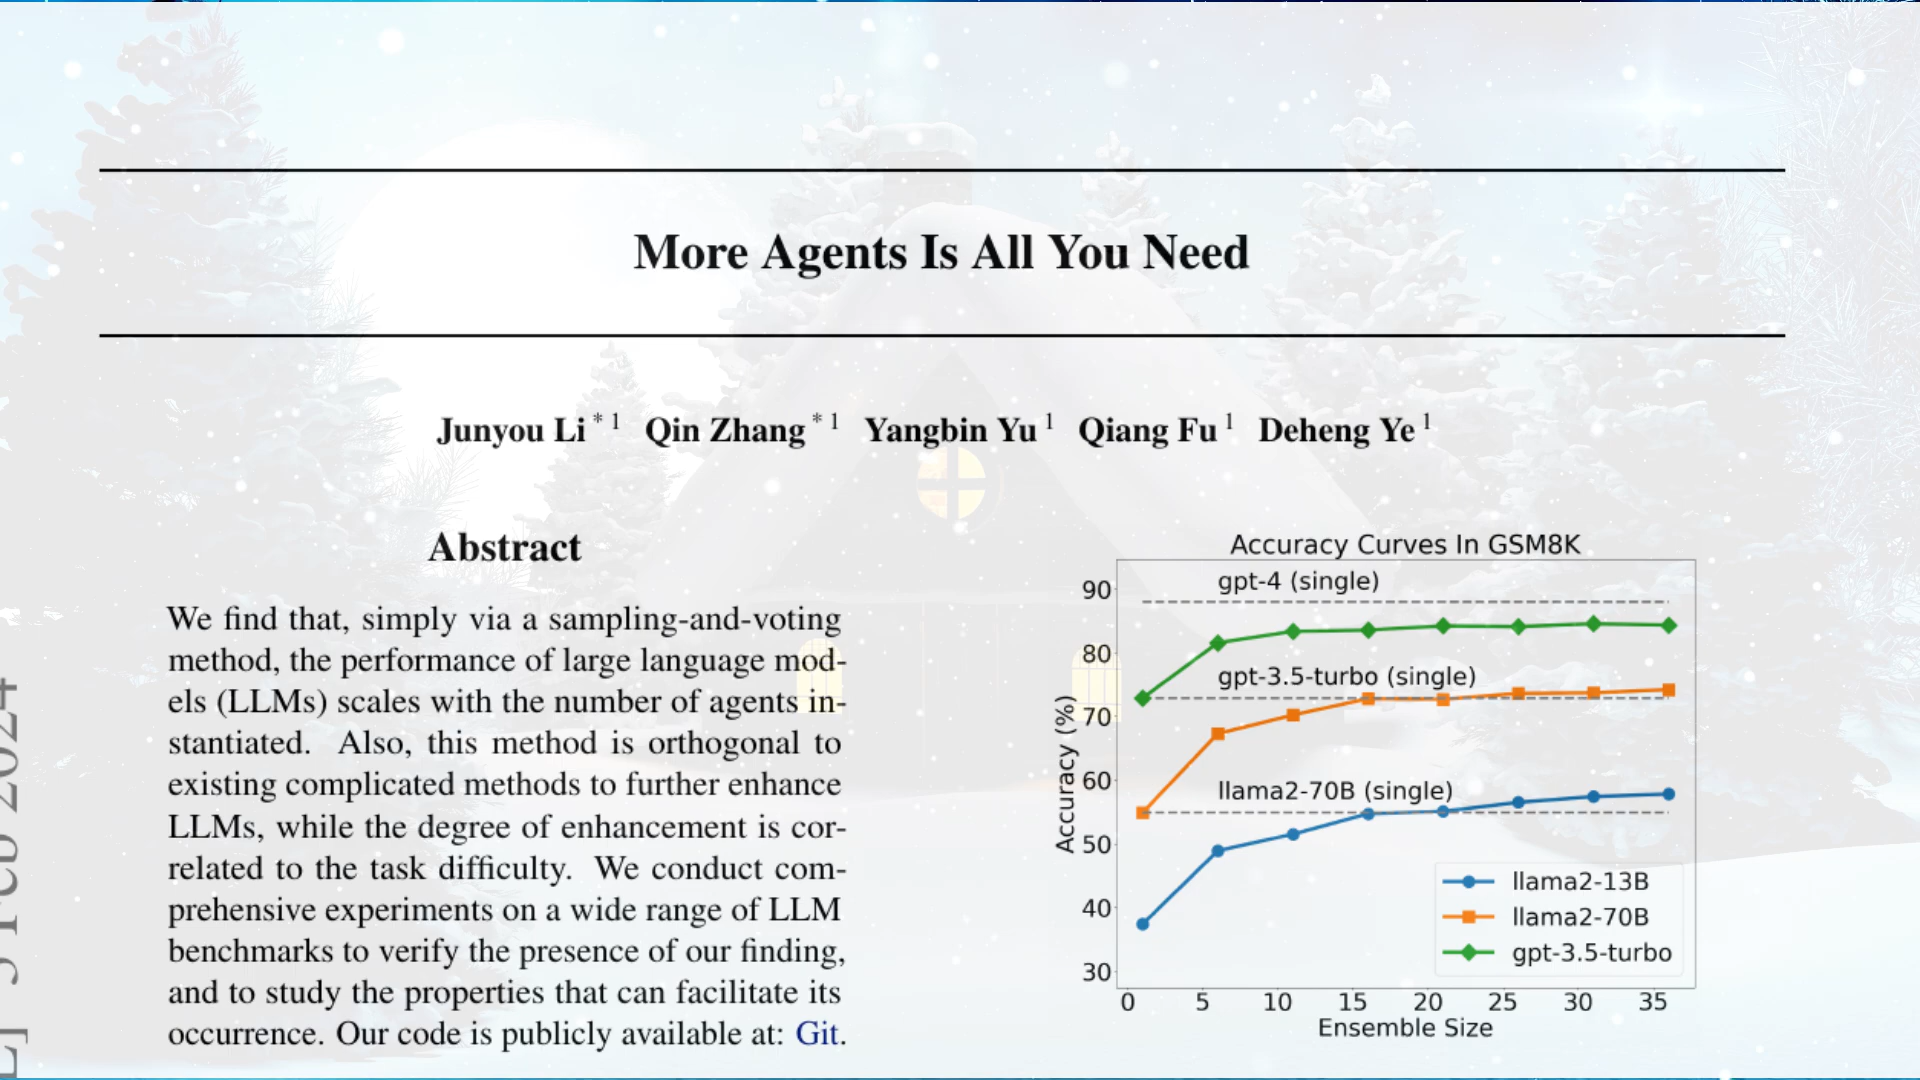 More Agents Is All You Need
Junyou Li * 1 Qin Zhang * 1 Yangbin Yu 1 Qiang Fu 1 Deheng Ye 1
Abstract
We find that, simply via a sampling-and-voting
method, the performance of large language mod-
els (LLMs) scales with the number of agents in-
stantiated. Also, this method is orthogonal to
existing complicated methods to further enhance
LLMs, while the degree of enhancement is cor-
related to the task difficulty. We conduct com-
prehensive experiments on a wide range of LLM
benchmarks to verify the presence of our finding,
and to study the properties that can facilitate its
occurrence. Our code is publicly available at: Git.
Accuracy Curves In GSM8K
gpt-4 (single)
gpt-3.5-turbo (single)
llama2-70B (single)
Accuracy (%)
90
80
70
60
50
40
30
llama2-13B
llama2-70B
gpt-3.5-turbo
0 5 10 15 20 25 30 35
Ensemble Size
Feb 2024